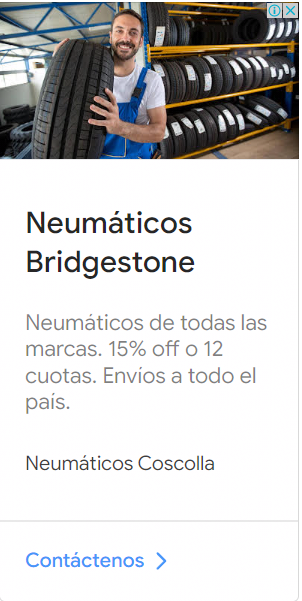 Neumáticos
Bridgestone
Neumáticos de todas las
marcas. 15% off o 12
cuotas. Envíos a todo el
país.
Neumáticos Coscolla
Contáctenos